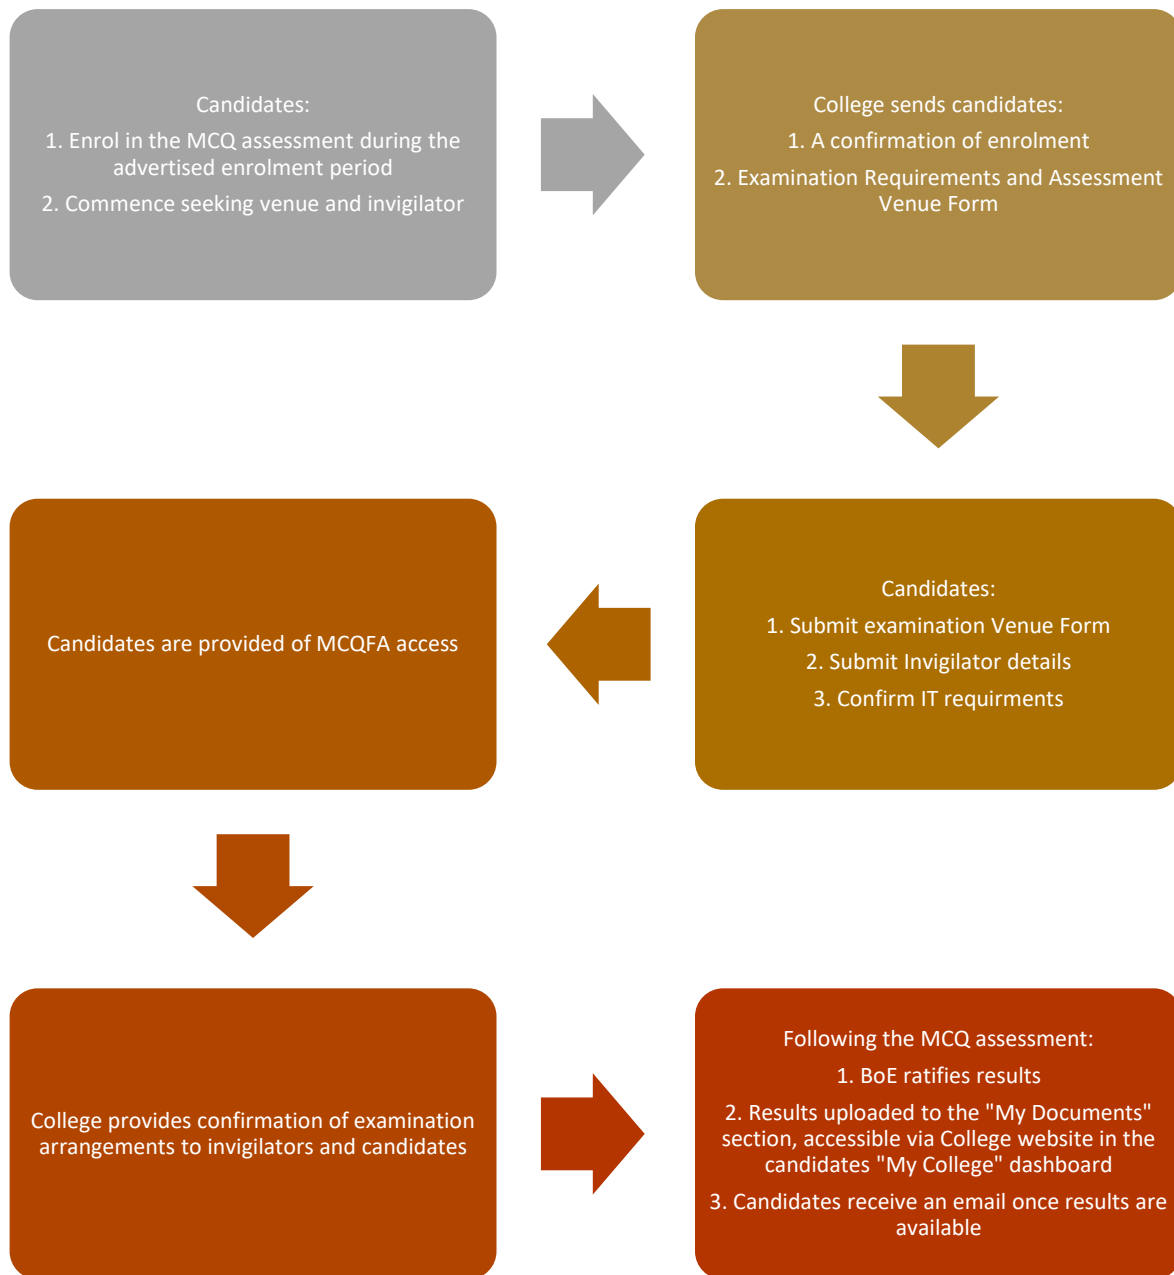 Candidates:
1. Enrol in the MCQ assessment during the
advertised enrolment period
2. Commence seeking venue and invigilator
College sends candidates:
1. A confirmation of enrolment
2. Examination Requirements and Assessment
Venue Form
Candidates:
1. Submit examination Venue Form
2. Submit Invigilator details
3. Confirm IT requirments
Candidates are provided of MCQFA access
College provides confirmation of examination
arrangements to invigilators and candidates
Following the MCQ assessment:
1. BoE ratifies results
2. Results uploaded to the "My Documents"
section, accessible via College website in the
candidates "My College" dashboard
3. Candidates receive an email once results are
available